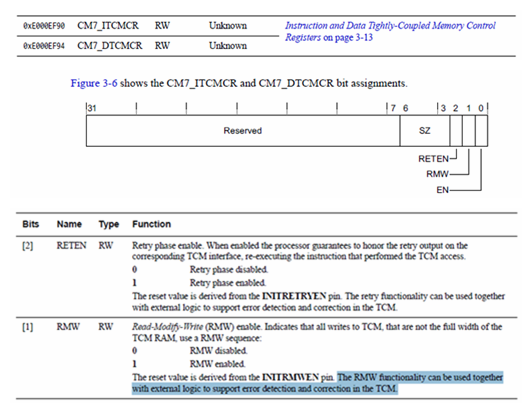 0xE000EF90 CM7_ITCMCR RW Unknown Instruction and Data Tightly-Coupled Memory Control
Registers on page 3-13
0xE000EF94 CM7_DTCMCR RW Unknown
Figure 3-6 shows the CM7_ITCMCR and CM7_DTCMCR bit assignments.
31 7 6 3 2 1 0
Reserved SZ
RETEN
RMW
EN
Bits Name Type Function
[2] RETEN RW Retry phase enable. When enabled the processor guarantees to honor the retry output on the
corresponding TCM interface, re-executing the instruction that performed the TCM access.
0 Retry phase disabled.
1 Retry phase enabled.
The reset value is derived from the INITRETRYEN pin. The retry functionality can be used together
with external logic to support error detection and correction in the TCM.
[1] RMW RW Read-Modify-Write (RMW) enable. Indicates that all writes to TCM, that are not the full width of the
TCM RAM, use a RMW sequence:
0 RMW disabled.
1 RMW enabled.
The reset value is derived from the INITRMWEN pin. The RMW functionality can be used together
with external logic to support error detection and correction in the TCM.